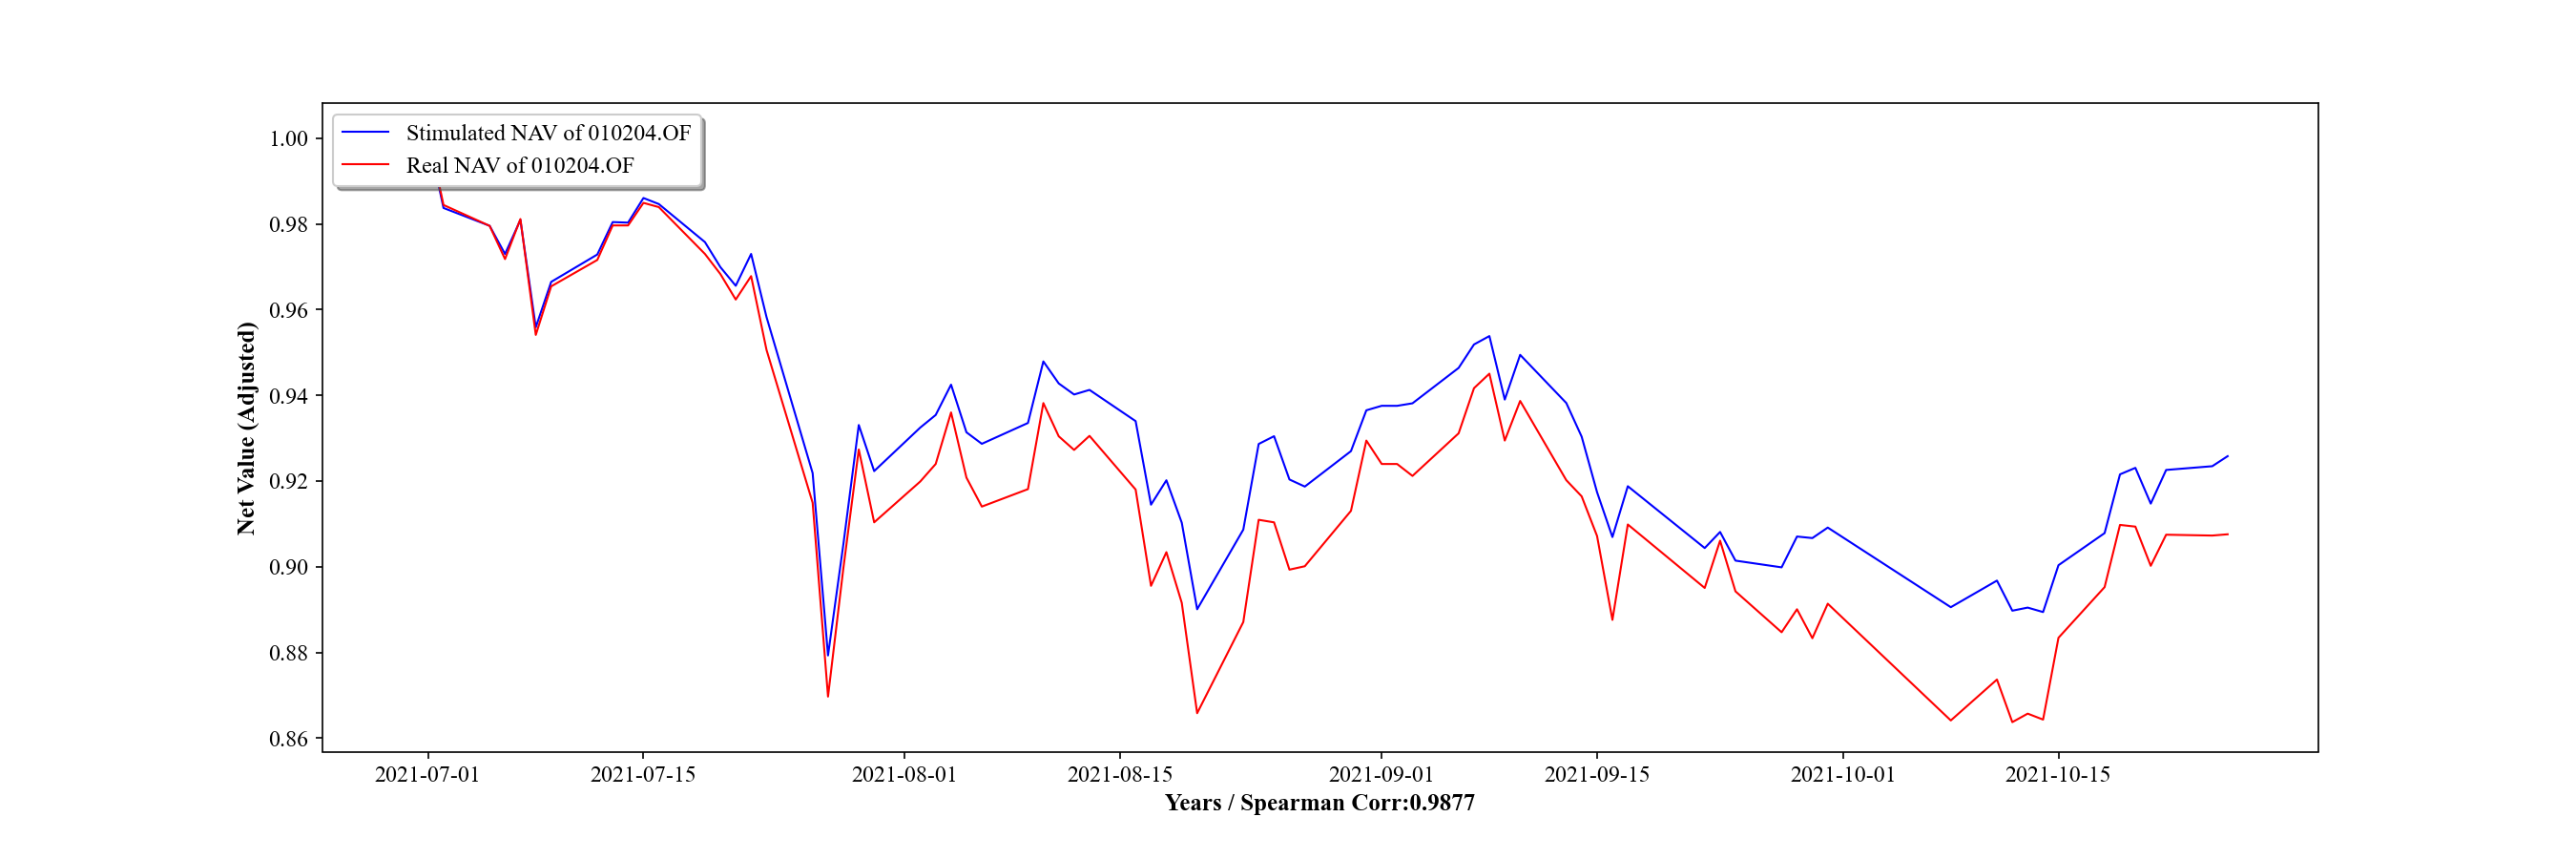 Stimulated NAV of 010204.OF
Real NAV of 010204.OF
Net Value (Adjusted)
1.00
0.98
0.96
0.94
0.92
0.90
0.88
0.86
2021-07-01 2021-07-15 2021-08-01 2021-08-15 2021-09-01 2021-09-15 2021-10-01 2021-10-15
Years / Spearman Corr:0.9877